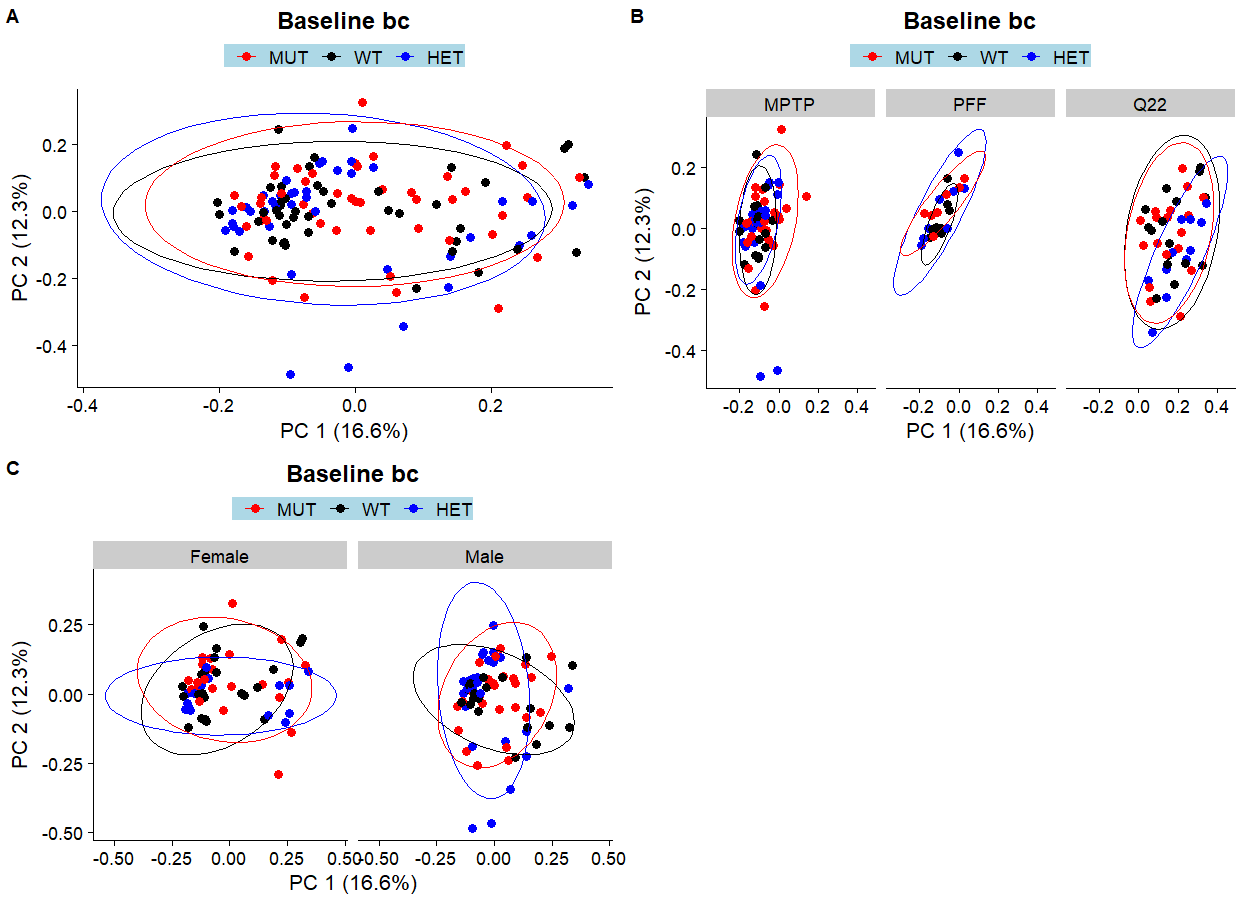 A
Baseline bc
MUT WT HET
0.2
0.0
-0.2
-0.4
PC 2 (12.3%)
-0.4 -0.2 0.0 0.2
PC 1 (16.6%)
B
Baseline bc
MUT WT HET
MPTP PFF Q22
0.2
0.0
-0.2
-0.4
PC 2 (12.3%)
-0.2 0.0 0.2 0.4 -0.2 0.0 0.2 0.4 -0.2 0.0 0.2 0.4
PC 1 (16.6%)
C
Baseline bc
MUT WT HET
Female Male
0.25
0.00
-0.25
-0.50
PC 2 (12.3%)
-0.50 -0.25 0.00 0.25 0.50 -0.50 -0.25 0.00 0.25 0.50
PC 1 (16.6%)